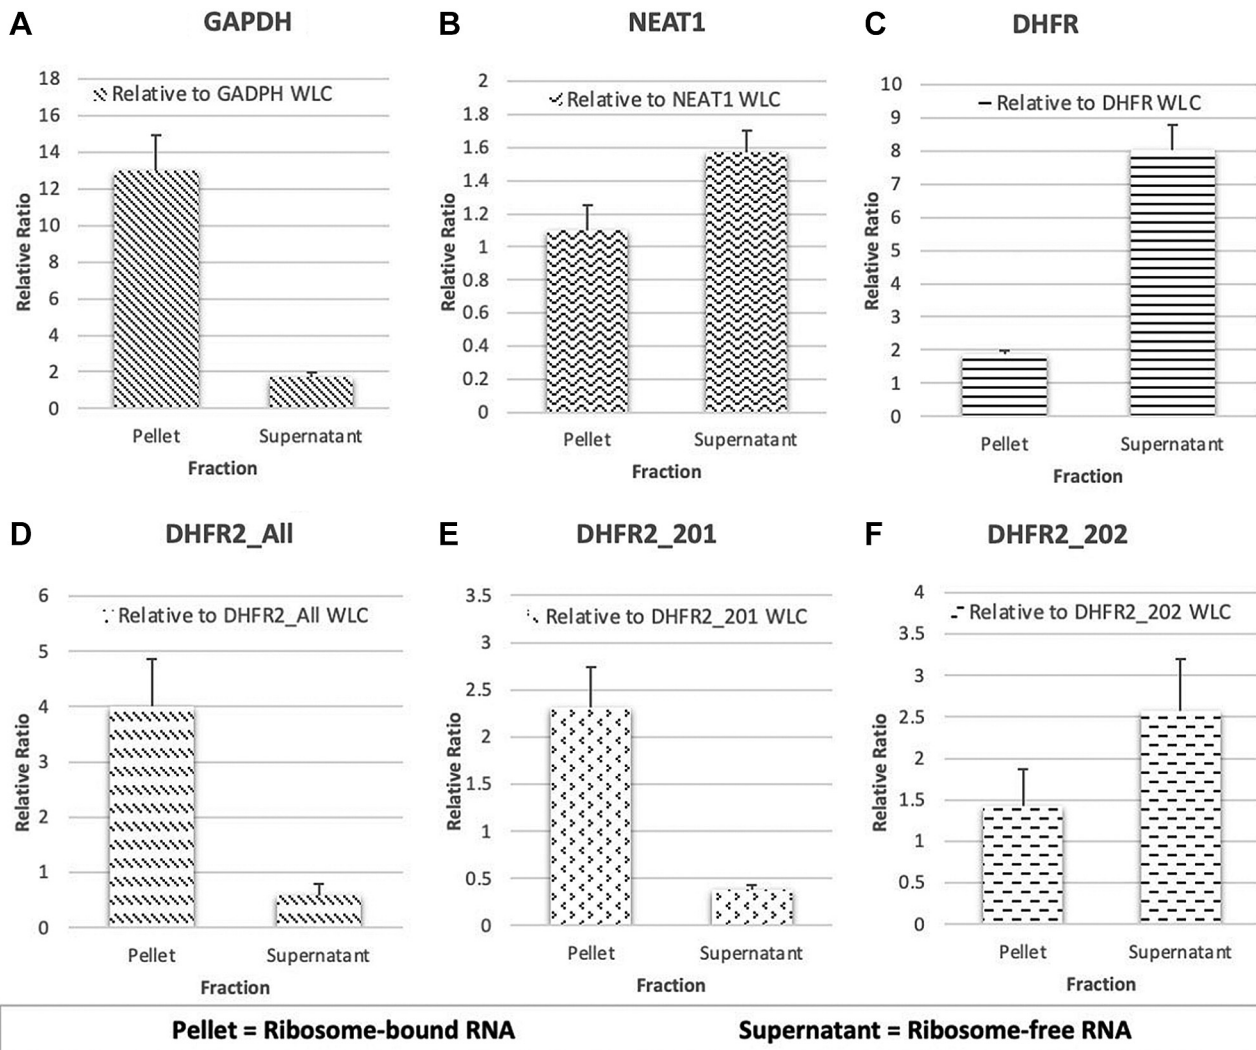 A GAPDH
18
Relative to GADPH WLC
16
14
12
10
8
6
4
2
0
Relative Ratio
Pellet Supernatant
Fraction
B NEAT1
2
Relative to NEAT1 WLC
1.8
1.6
1.4
1.2
1
0.8
0.6
0.4
0.2
0
Relative Ratio
Pellet Supernatant
Fraction
C DHFR
10
Relative to DHFR WLC
9
8
7
6
5
4
3
2
1
0
Relative Ratio
Pellet Supernatant
Fraction
D DHFR2_All
6
Relative to DHFR2_All WLC
5
4
3
2
1
0
Relative Ratio
Pellet Supernatant
Fraction
E DHFR2_201
3.5
Relative to DHFR2_201 WLC
3
2.5
2
1.5
1
0.5
0
Relative Ratio
Pellet Supernatant
Fraction
F DHFR2_202
4
Relative to DHFR2_202 WLC
3.5
3
2.5
2
1.5
1
0.5
0
Relative Ratio
Pellet Supernatant
Fraction
Pellet = Ribosome-bound RNA Supernatant = Ribosome-free RNA